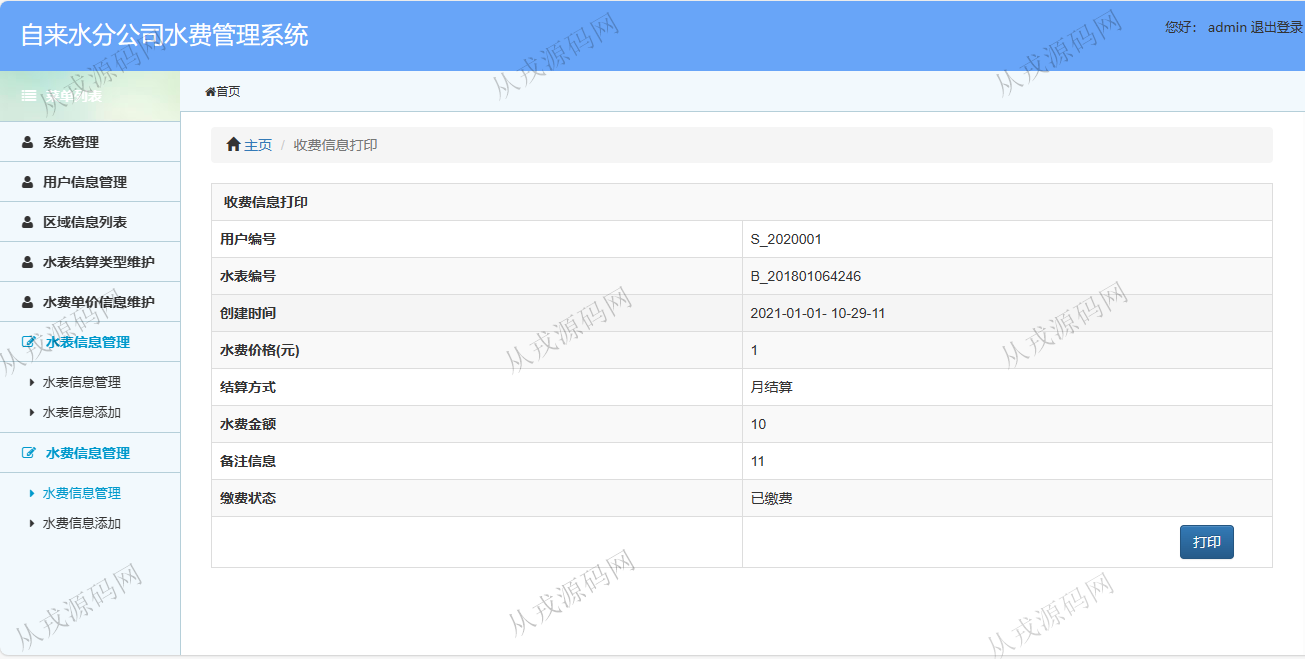 自来水分公司水费管理系统
您好： admin 退出登录
菜单列表
首页
系统管理
用户信息管理
区域信息列表
水表结算类型维护
水费单价信息维护
水表信息管理
水表信息管理
水表信息添加
水费信息管理
水费信息管理
水费信息添加
主页 / 收费信息打印
收费信息打印
用户编号 S_2020001
水表编号 B_201801064246
创建时间 2021-01-01- 10-29-11
水费价格(元) 1
结算方式 月结算
水费金额 10
备注信息 11
缴费状态 已缴费
打印
从戎源码网
从戎源码网
从戎源码网
从戎源码网
从戎源码网
从戎源码网
从戎源码网
从戎源码网
从戎源码网